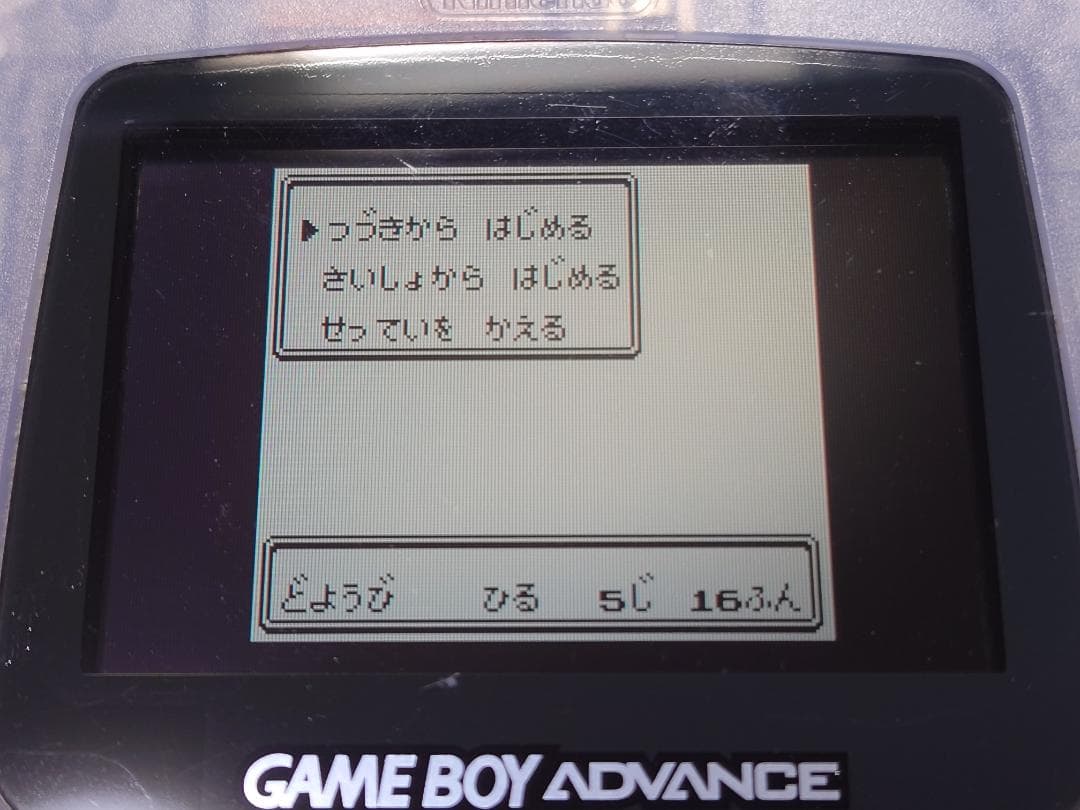 ▶つづきから はじめる
さいしょから はじめる
せっていを かえる
どようび ひる 5じ 16ふん
GAME BOY ADVANCE